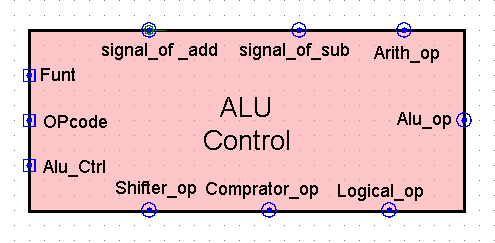 signal_of _add
signal_of_sub
Arith_op
Funt
ALU
Control
OPcode
Alu_op
Alu_Ctrl
Shifter_op
Comprator_op
Logical_op